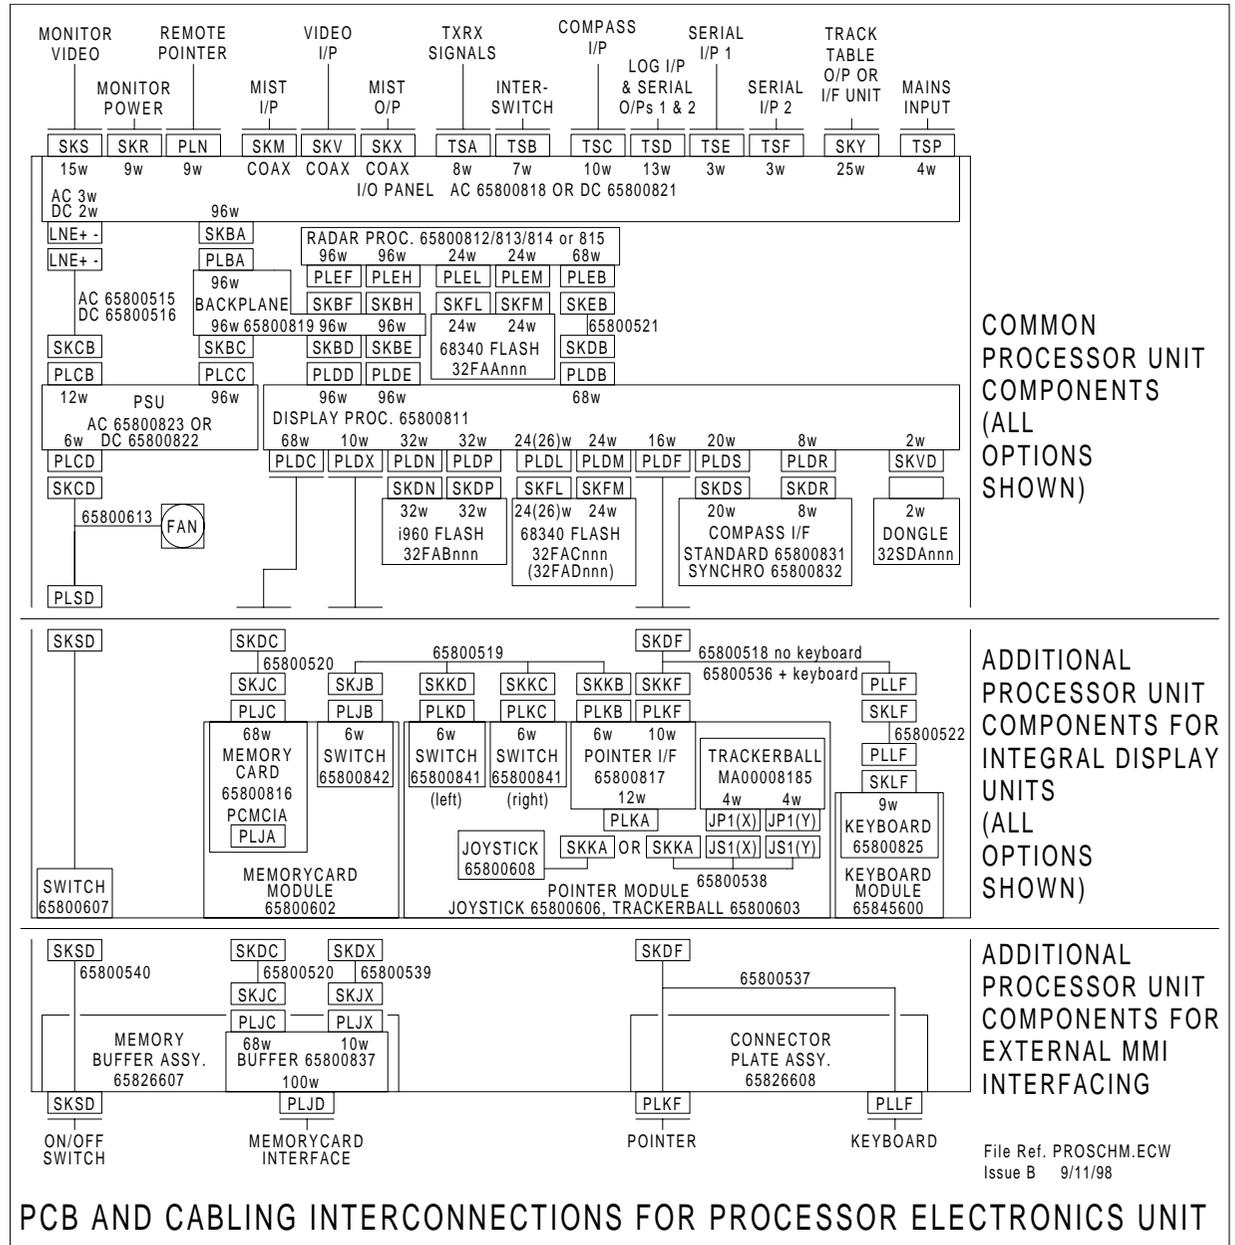 MONITOR VIDEO
REMOTE POINTER
VIDEO I/P
TXRX SIGNALS
COMPASS I/P
SERIAL I/P 1
TRACK TABLE O/P OR I/F UNIT
MONITOR POWER
MIST I/P
MIST O/P
INTER-SWITCH
LOG I/P & SERIAL O/Ps 1 & 2
SERIAL I/P 2
MAINS INPUT
SKS SKR PLN SKM SKV SKX TSA TSB TSC TSD TSE TSF SKY TSP
15w 9w 9w COAX COAX COAX 8w 7w 10w 13w 3w 3w 25w 4w
I/O PANEL AC 65800818 OR DC 65800821
AC 3w
DC 2w
96w
LNE+ - SKBA
RADAR PROC. 65800812/813/814 or 815
96w 96w 24w 24w 68w
LNE+ - PLBA
PLEF PLEH PLEL PLEM PLEB
96w
BACKPLANE
SKBF SKBH SKFL SKFM SKEB
AC 65800515
DC 65800516
96w 65800819 96w 96w
24w 24w
65800521
68340 FLASH
32FAAnnn
SKCB SKBC SKBD SKBE SKDB
PLCB PLCC PLDD PLDE PLDB
12w PSU 96w
96w 96w 68w
AC 65800823 OR
6w DC 65800822
DISPLAY PROC. 65800811
68w 10w 32w 32w 24(26)w 24w 16w 20w 8w 2w
PLCD PLDC PLDX PLDN PLDP PLDL PLDM PLDF PLDS PLDR SKVD
SKCD SKDN SKDP SKFL SKFM SKDS SKDR
32w 32w 24(26)w 24w 20w 8w 2w
65800613
FAN
i960 FLASH
32FABnnn
68340 FLASH
32FACnnn
(32FADnnn)
COMPASS I/F
STANDARD 65800831
SYNCHRO 65800832
DONGLE
32SDAnnn
PLSD
COMMON
PROCESSOR UNIT
COMPONENTS
(ALL
OPTIONS
SHOWN)
SKSD SKDC SKDF
65800520
65800519
65800518 no keyboard
65800536 + keyboard
SKJC SKJB SKKD SKKC SKKB SKKF PLLF
PLJC PLJB PLKD PLKC PLKB PLKF SKLF
68w 6w 6w 6w 6w 10w
65800522
MEMORY
CARD
65800816
PCMCIA
PLJA
SWITCH
65800842
SWITCH
65800841
(left)
SWITCH
65800841
(right)
POINTER I/F
65800817
12w
TRACKERBALL
MA00008185
4w 4w
PLLF
SKLF
9w
KEYBOARD
65800825
PLKA
JP1(X) JP1(Y)
JOYSTICK
65800608
SKKA OR SKKA JS1(X) JS1(Y)
65800538
SWITCH
65800607
MEMORYCARD
MODULE
65800602
POINTER MODULE
JOYSTICK 65800606, TRACKERBALL 65800603
KEYBOARD
MODULE
65845600
ADDITIONAL
PROCESSOR UNIT
COMPONENTS FOR
INTEGRAL DISPLAY
UNITS
(ALL
OPTIONS
SHOWN)
SKSD SKDC SKDX SKDF
65800540 65800520 65800539
65800537
SKJC SKJX
PLJC PLJX
68w 10w
MEMORY
BUFFER ASSY.
65826607
BUFFER 65800837
100w
CONNECTOR
PLATE ASSY.
65826608
SKSD PLJD PLKF PLLF
ON/OFF
SWITCH
MEMORYCARD
INTERFACE
POINTER
KEYBOARD
ADDITIONAL
PROCESSOR UNIT
COMPONENTS FOR
EXTERNAL MMI
INTERFACING
File Ref. PROSCHM.ECW
Issue B 9/11/98
PCB AND CABLING INTERCONNECTIONS FOR PROCESSOR ELECTRONICS UNIT